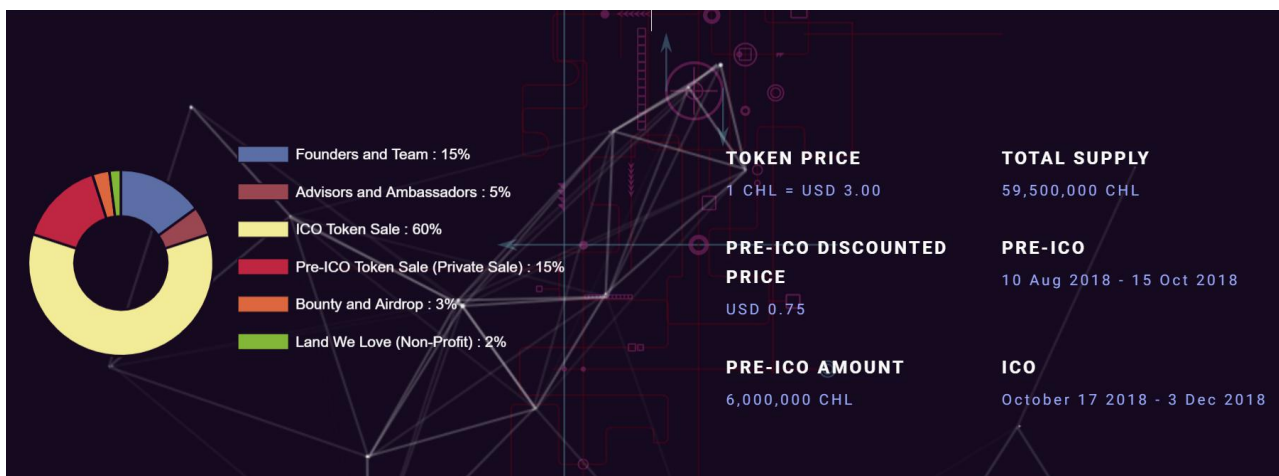 Founders and Team : 15%
Advisors and Ambassadors : 5%
ICO Token Sale : 60%
Pre-ICO Token Sale (Private Sale) : 15%
Bounty and Airdrop : 3%
Land We Love (Non-Profit) : 2%
TOKEN PRICE
1 CHL = USD 3.00
TOTAL SUPPLY
59,500,000 CHL
PRE-ICO DISCOUNTED
PRICE
USD 0.75
PRE-ICO
10 Aug 2018 - 15 Oct 2018
PRE-ICO AMOUNT
6,000,000 CHL
ICO
October 17 2018 - 3 Dec 2018